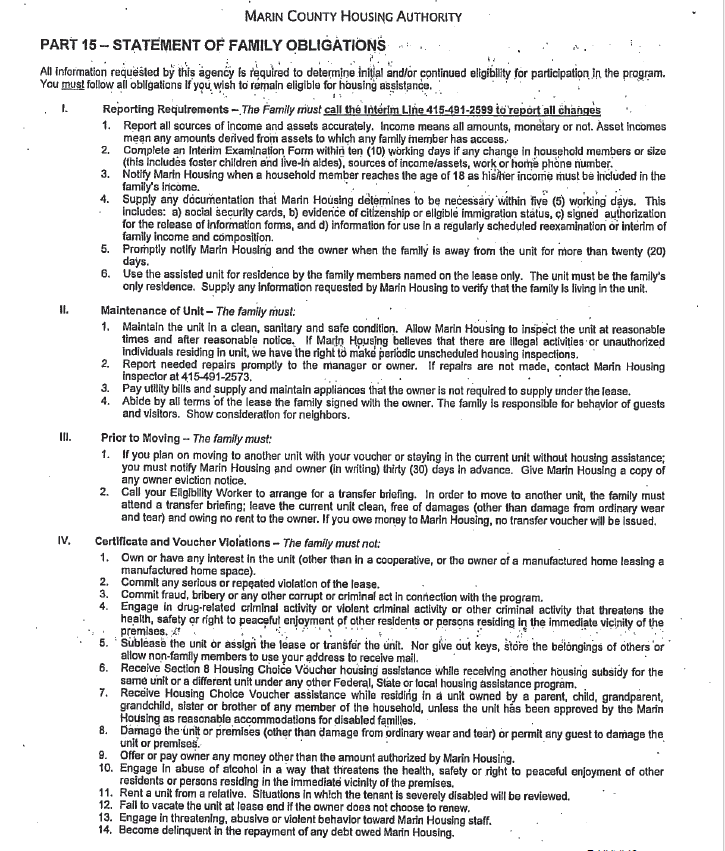 MARIN COUNTY HOUSING AUTHORITY
PART 15 – STATEMENT OF FAMILY OBLIGATIONS
All information requested by this agency is required to determine initial and/or continued eligibility for participation in the program.
You must follow all obligations if you wish to remain eligible for housing assistance.
I. Reporting Requirements – The Family must call the Interim Line 415-491-2599 to report all changes
1. Report all sources of income and assets accurately. Income means all amounts, monetary or not. Asset incomes
mean any amounts derived from assets to which any family member has access.
2. Complete an Interim Examination Form within ten (10) working days if any change in household members or size
(this includes foster children and live-in aides), sources of income/assets, work or home phone number.
3. Notify Marin Housing when a household member reaches the age of 18 as his/her income must be included in the
family's income.
4. Supply any documentation that Marin Housing determines to be necessary within five (5) working days. This
includes: a) social security cards, b) evidence of citizenship or eligible immigration status, c) signed authorization
for the release of information forms, and d) information for use in a regularly scheduled reexamination or interim of
family income and composition.
5. Promptly notify Marin Housing and the owner when the family is away from the unit for more than twenty (20)
days.
6. Use the assisted unit for residence by the family members named on the lease only. The unit must be the family's
only residence. Supply any information requested by Marin Housing to verify that the family is living in the unit.
II. Maintenance of Unit – The family must:
1. Maintain the unit in a clean, sanitary and safe condition. Allow Marin Housing to inspect the unit at reasonable
times and after reasonable notice. If Marin Housing believes that there are illegal activities or unauthorized
individuals residing in unit, we have the right to make periodic unscheduled housing inspections.
2. Report needed repairs promptly to the manager or owner. If repairs are not made, contact Marin Housing
inspector at 415-491-2573.
3. Pay utility bills and supply and maintain appliances that the owner is not required to supply under the lease.
4. Abide by all terms of the lease the family signed with the owner. The family is responsible for behavior of guests
and visitors. Show consideration for neighbors.
III. Prior to Moving – The family must:
1. If you plan on moving to another unit with your voucher or staying in the current unit without housing assistance;
you must notify Marin Housing and owner (in writing) thirty (30) days in advance. Give Marin Housing a copy of
any owner eviction notice.
2. Call your Eligibility Worker to arrange for a transfer briefing. In order to move to another unit, the family must
attend a transfer briefing; leave the current unit clean, free of damages (other than damage from ordinary wear
and tear) and owing no rent to the owner. If you owe money to Marin Housing, no transfer voucher will be issued.
IV. Certificate and Voucher Violations – The family must not:
1. Own or have any interest in the unit (other than in a cooperative, or the owner of a manufactured home leasing a
manufactured home space).
2. Commit any serious or repeated violation of the lease.
3. Commit fraud, bribery or any other corrupt or criminal act in connection with the program.
4. Engage in drug-related criminal activity or violent criminal activity or other criminal activity that threatens the
health, safety or right to peaceful enjoyment of other residents or persons residing in the immediate vicinity of the
premises.
5. Sublease the unit or assign the lease or transfer the unit. Nor give out keys, store the belongings of others or
allow non-family members to use your address to receive mail.
6. Receive Section 8 Housing Choice Voucher housing assistance while receiving another housing subsidy for the
same unit or a different unit under any other Federal, State or local housing assistance program.
7. Receive Housing Choice Voucher assistance while residing in a unit owned by a parent, child, grandparent,
grandchild, sister or brother of any member of the household, unless the unit has been approved by the Marin
Housing as reasonable accommodations for disabled families.
8. Damage the unit or premises (other than damage from ordinary wear and tear) or permit any guest to damage the
unit or premises.
9. Offer or pay owner any money other than the amount authorized by Marin Housing.
10. Engage in abuse of alcohol in a way that threatens the health, safety or right to peaceful enjoyment of other
residents or persons residing in the immediate vicinity of the premises.
11. Rent a unit from a relative. Situations in which the tenant is severely disabled will be reviewed.
12. Fail to vacate the unit at lease end if the owner does not choose to renew.
13. Engage in threatening, abusive or violent behavior toward Marin Housing staff.
14. Become delinquent in the repayment of any debt owed Marin Housing.